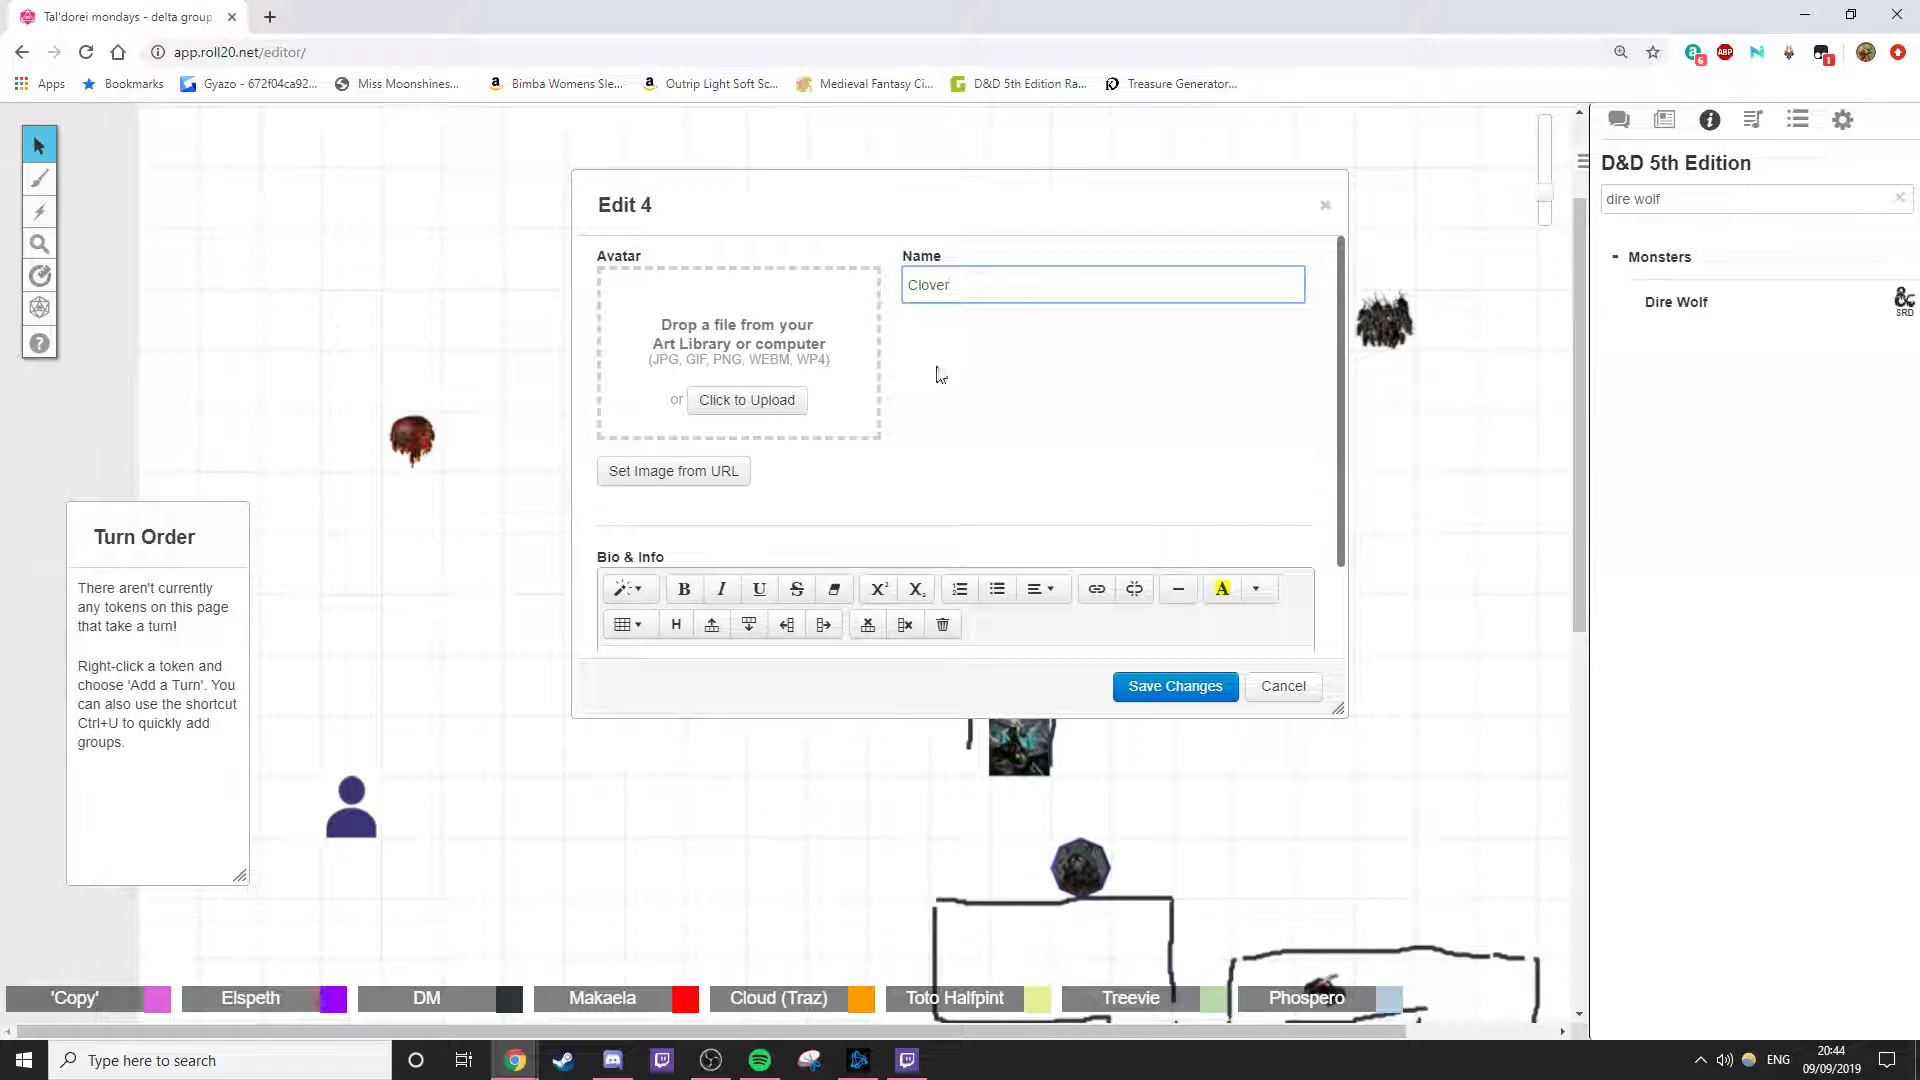 Tal'dorei mondays - delta group
app.roll20.net/editor/
ABP
6
1
Apps
Bookmarks
Gyazo - 672f04ca92...
Miss Moonshines...
Bimba Womens Sle...
Outrip Light Soft Sc...
Medieval Fantasy Ci...
D&D 5th Edition Ra...
Treasure Generator...
D&D 5th Edition
dire wolf
Monsters
Dire Wolf
SRD
Edit 4
Avatar
Name
Clover
Drop a file from your
Art Library or computer
(JPG, GIF, PNG, WEBM, WP4)
or Click to Upload
Set Image from URL
Bio & Info
B I U S X² X₂ A
H
Save Changes
Cancel
Turn Order
There aren't currently
any tokens on this page
that take a turn!
Right-click a token and
choose 'Add a Turn'. You
can also use the shortcut
Ctrl+U to quickly add
groups.
'Copy'
Elspeth
DM
Makaela
Cloud (Traz)
Toto Halfpint
Treevie
Phospero
Type here to search
ENG
20:44
09/09/2019